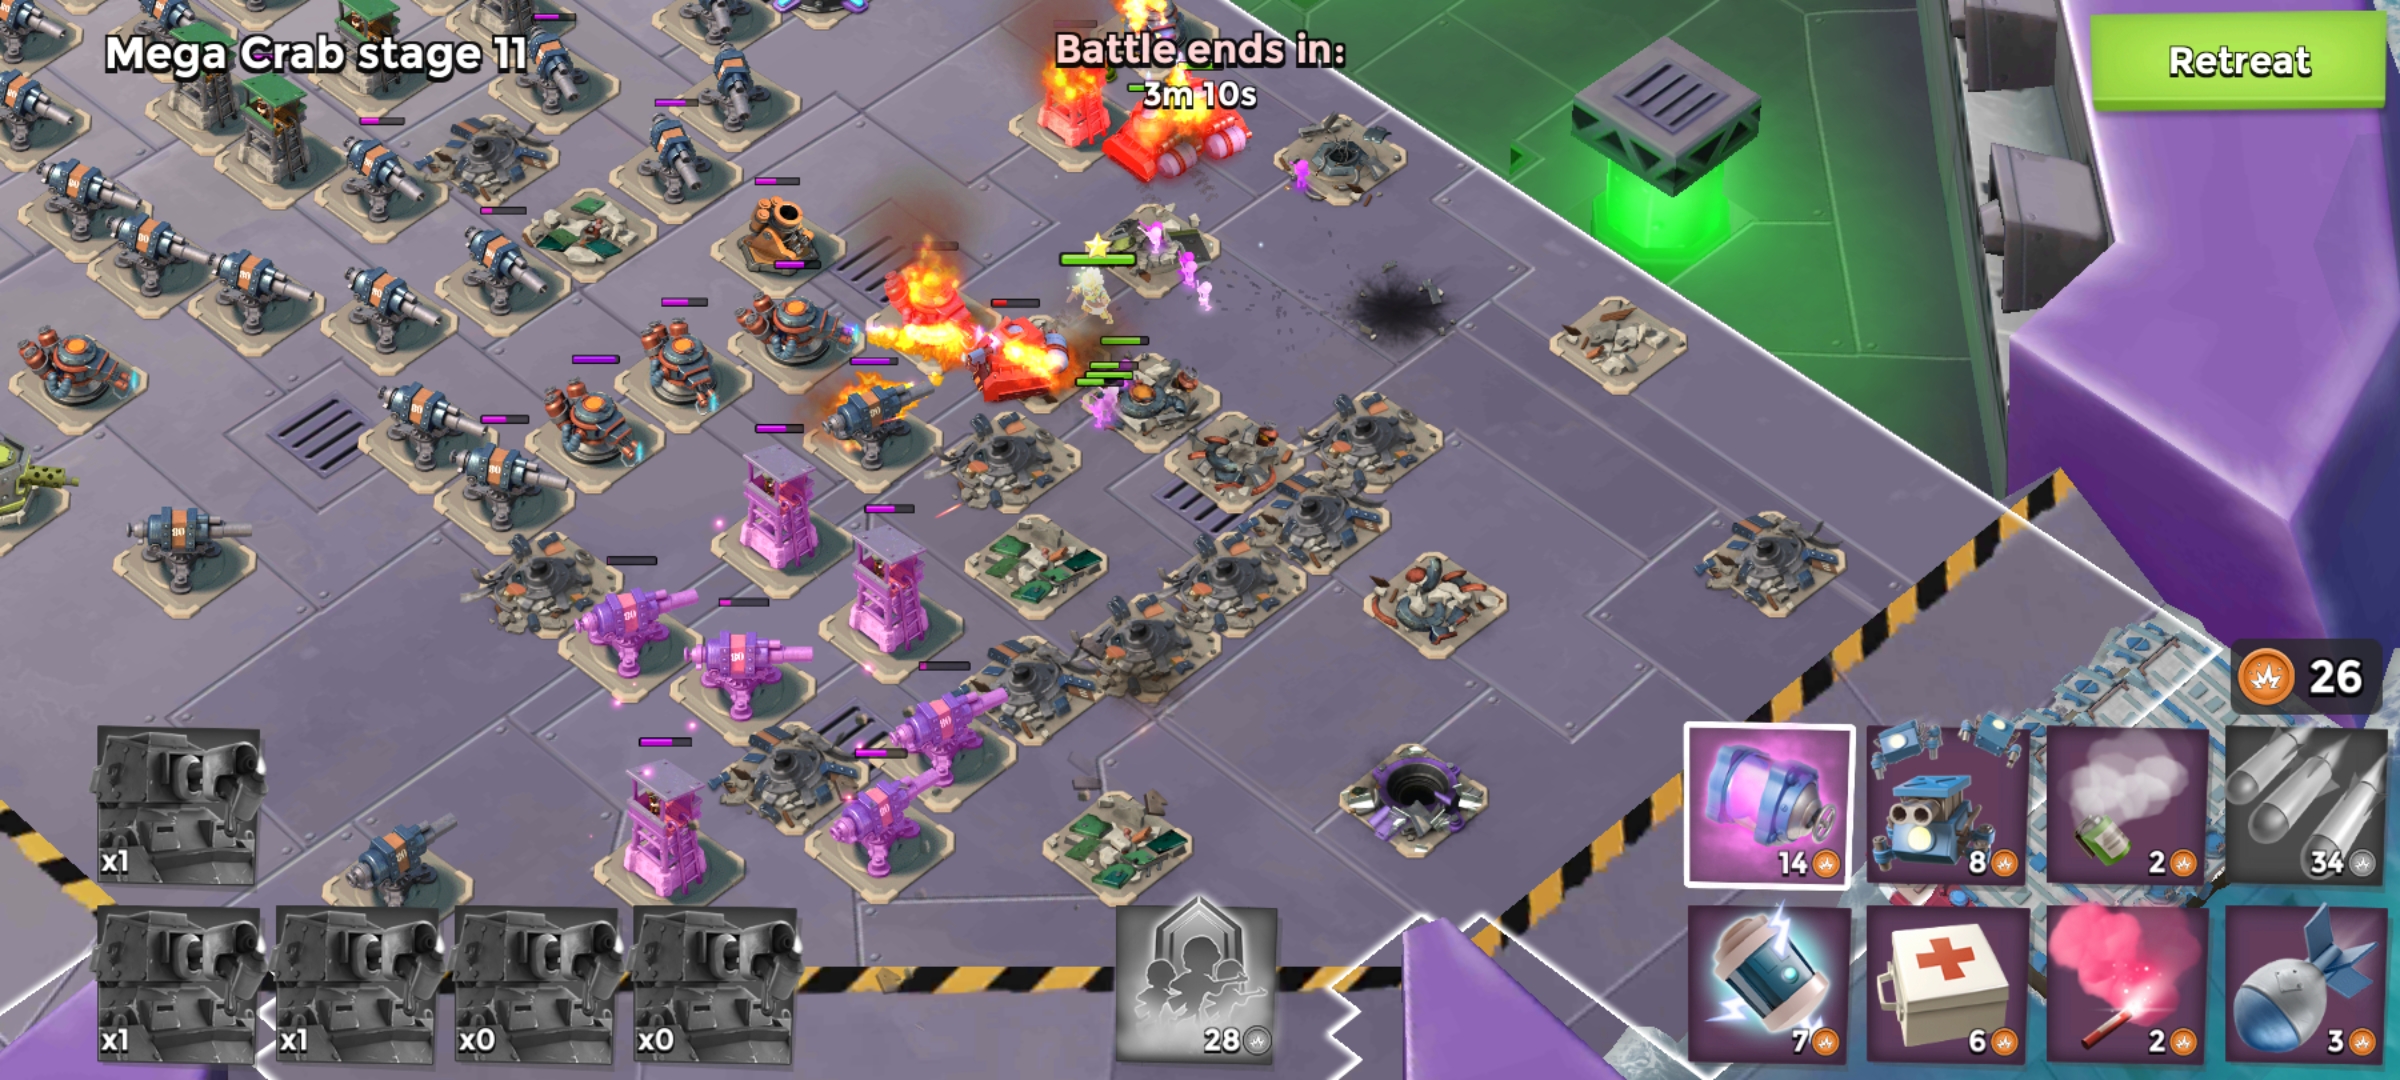 Mega Crab stage 11
Battle ends in:
3m 10s
Retreat
26
14
8
2
34
7
6
2
3
x1
x1
x1
x0
x0
28